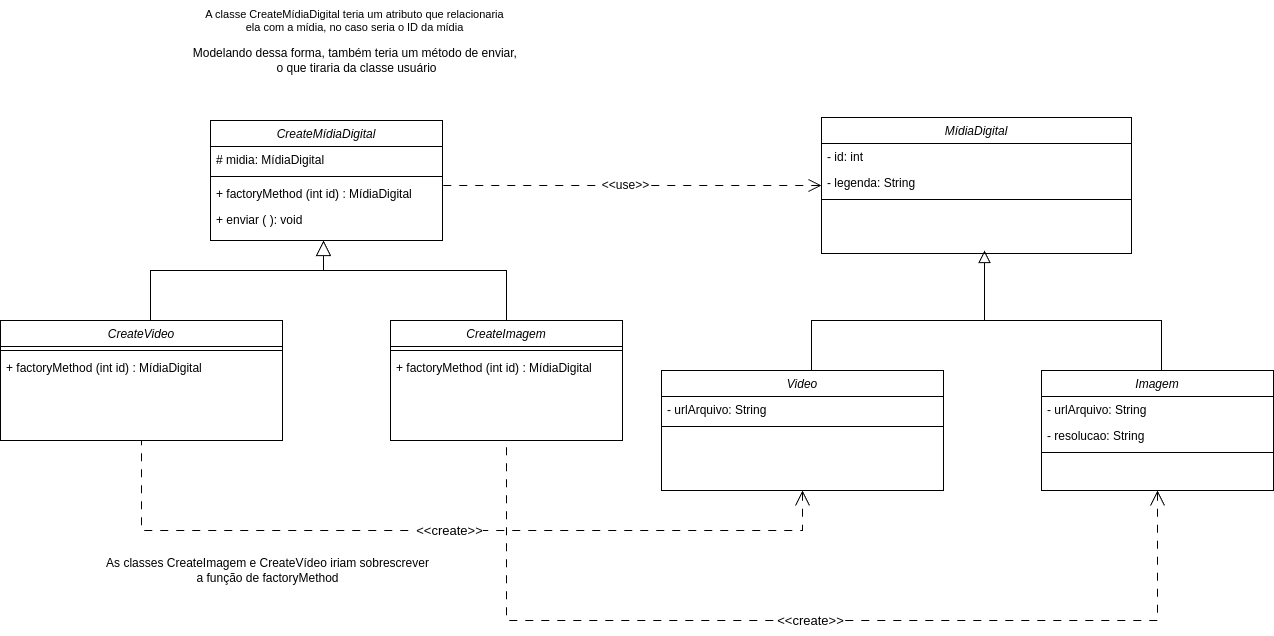 A classe CreateMídiaDigital teria um atributo que relacionaria
ela com a mídia, no caso seria o ID da mídia
Modelando dessa forma, também teria um método de enviar,
o que tiraria da classe usuário
CreateMídiaDigital
# midia: MídiaDigital
+ factoryMethod (int id) : MídiaDigital
+ enviar ( ): void
<<use>>
MídiaDigital
- id: int
- legenda: String
CreateVideo
+ factoryMethod (int id) : MídiaDigital
CreateImagem
+ factoryMethod (int id) : MídiaDigital
Video
- urlArquivo: String
Imagem
- urlArquivo: String
- resolucao: String
<<create>>
As classes CreateImagem e CreateVídeo iriam sobrescrever
a função de factoryMethod
<<create>>